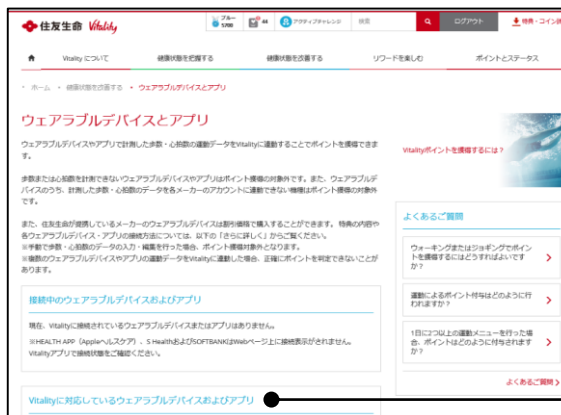 住友生命 Vitality
ブルー
5700
44
アクティブチャレンジ
検索
ログアウト
特典・コイン
Vitality について
健康状態を把握する
健康状態を改善する
リワードを楽しむ
ポイントとステータス
・ ホーム ・ 健康状態を改善する ・ ウェアラブルデバイスとアプリ
ウェアラブルデバイスとアプリ
ウェアラブルデバイスやアプリで計測した歩数・心拍数の運動データをVitalityに連動することでポイントを獲得できま
す。
歩数または心拍数を計測できないウェアラブルデバイスやアプリはポイント獲得の対象外です。また、ウェアラブルデ
バイスのうち、計測した歩数・心拍数のデータを各メーカーのアカウントに連動できない機種はポイント獲得の対象外
です。
また、住友生命が提携しているメーカーのウェアラブルデバイスは割引価格で購入することができます。 特典の内容や
各ウェアラブルデバイス・アプリの接続方法については、以下の「さらに詳しく」からご覧ください。
※手動で歩数・心拍数のデータの入力・編集を行った場合、ポイント獲得対象外となります。
※複数のウェアラブルデバイスやアプリの運動データをVitalityに連動した場合、正確にポイントを判定できないことが
あります。
接続中のウェアラブルデバイスおよびアプリ
現在、Vitalityに接続されているウェアラブルデバイスまたはアプリはありません。
※HEALTH APP（Appleヘルスケア）、S HealthおよびSOFTBANKはWebページ上に接続表示がされません。
Vitalityアプリで接続状態をご確認ください。
Vitalityに対応しているウェアラブルデバイスおよびアプリ
Vitalityポイントを獲得するには？
よくあるご質問
ウォーキングまたはジョギングでポイン
トを獲得するにはどうすればよいです
か？
運動によるポイント付与はどのように行
われますか？
1日に2つ以上の運動メニューを行った場
合、ポイントはどのように付与されます
か？
よくあるご質問